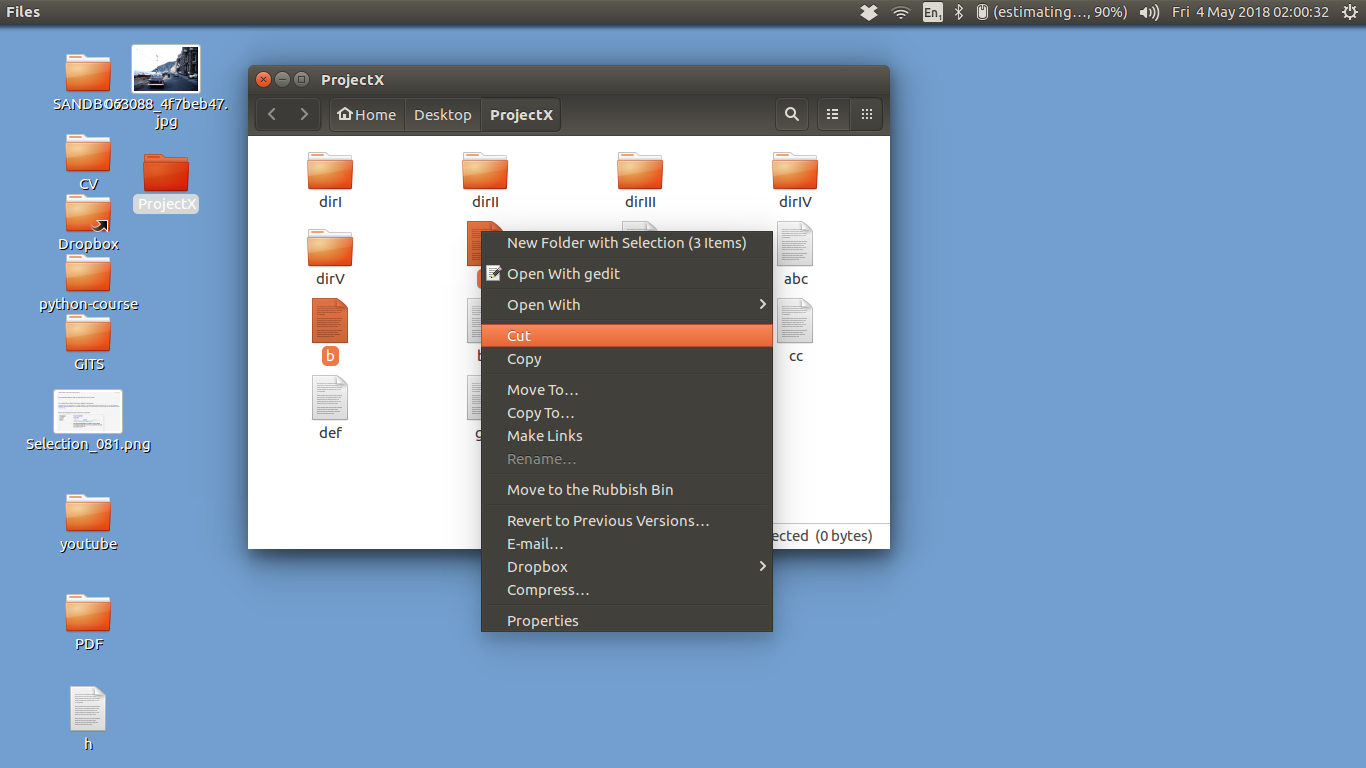 Files
En1
(estimating…, 90%)
Fri 4 May 2018 02:00:32
SANDBOX
063088_4f7beb47.
jpg
CV
ProjectX
Dropbox
python-course
GITS
Selection_081.png
youtube
PDF
h
ProjectX
Home
Desktop
ProjectX
dirI
dirII
dirIII
dirIV
dirV
abc
b
cc
def
New Folder with Selection (3 Items)
Open With gedit
Open With
Cut
Copy
Move To…
Copy To…
Make Links
Rename…
Move to the Rubbish Bin
Revert to Previous Versions…
E-mail…
Dropbox
Compress…
Properties
ected (0 bytes)